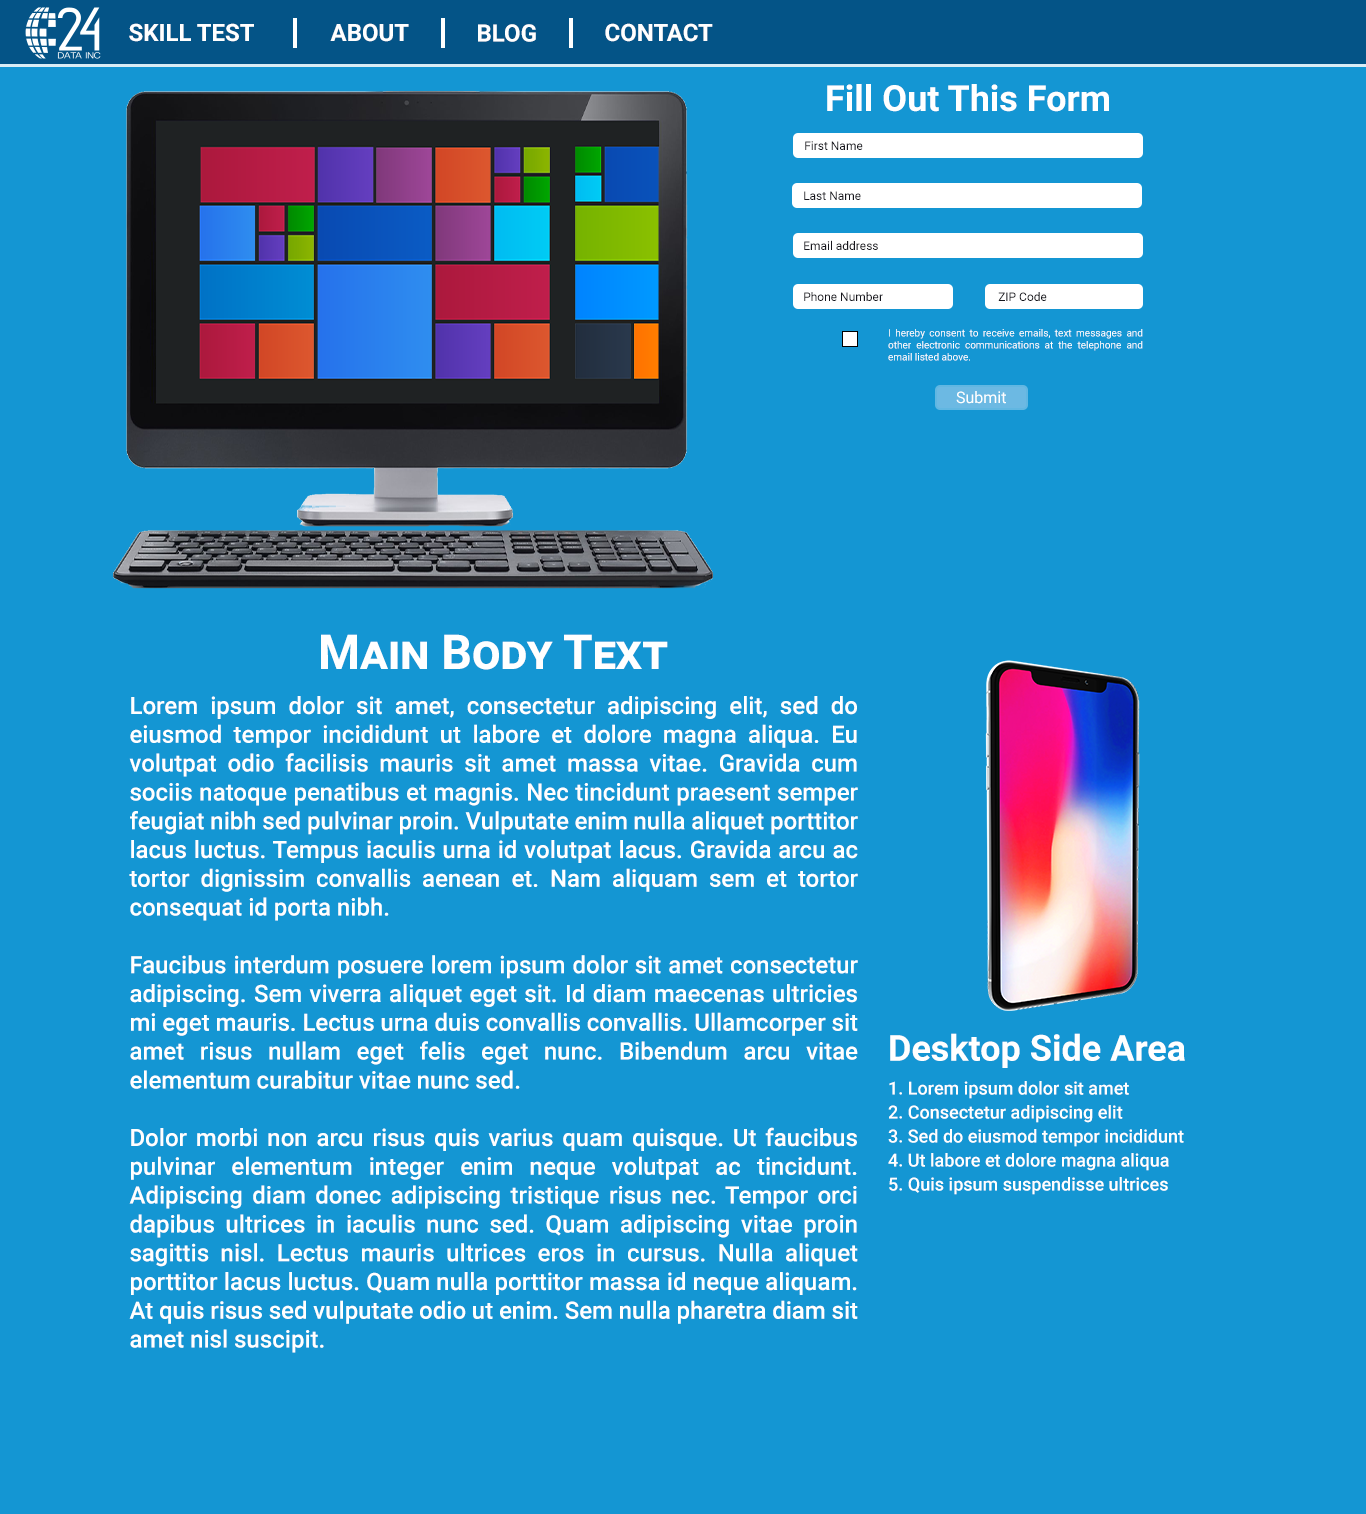 24
DATA INC
SKILL TEST
ABOUT
BLOG
CONTACT
Fill Out This Form
First Name
Last Name
Email address
Phone Number
ZIP Code
I hereby consent to receive emails, text messages and
other electronic communications at the telephone and
email listed above.
Submit
Main Body Text
Lorem ipsum dolor sit amet, consectetur adipiscing elit, sed do
eiusmod tempor incididunt ut labore et dolore magna aliqua. Eu
volutpat odio facilisis mauris sit amet massa vitae. Gravida cum
sociis natoque penatibus et magnis. Nec tincidunt praesent semper
feugiat nibh sed pulvinar proin. Vulputate enim nulla aliquet porttitor
lacus luctus. Tempus iaculis urna id volutpat lacus. Gravida arcu ac
tortor dignissim convallis aenean et. Nam aliquam sem et tortor
consequat id porta nibh.
Faucibus interdum posuere lorem ipsum dolor sit amet consectetur
adipiscing. Sem viverra aliquet eget sit. Id diam maecenas ultricies
mi eget mauris. Lectus urna duis convallis convallis. Ullamcorper sit
amet risus nullam eget felis eget nunc. Bibendum arcu vitae
elementum curabitur vitae nunc sed.
Dolor morbi non arcu risus quis varius quam quisque. Ut faucibus
pulvinar elementum integer enim neque volutpat ac tincidunt.
Adipiscing diam donec adipiscing tristique risus nec. Tempor orci
dapibus ultrices in iaculis nunc sed. Quam adipiscing vitae proin
sagittis nisl. Lectus mauris ultrices eros in cursus. Nulla aliquet
porttitor lacus luctus. Quam nulla porttitor massa id neque aliquam.
At quis risus sed vulputate odio ut enim. Sem nulla pharetra diam sit
amet nisl suscipit.
Desktop Side Area
1. Lorem ipsum dolor sit amet
2. Consectetur adipiscing elit
3. Sed do eiusmod tempor incididunt
4. Ut labore et dolore magna aliqua
5. Quis ipsum suspendisse ultrices